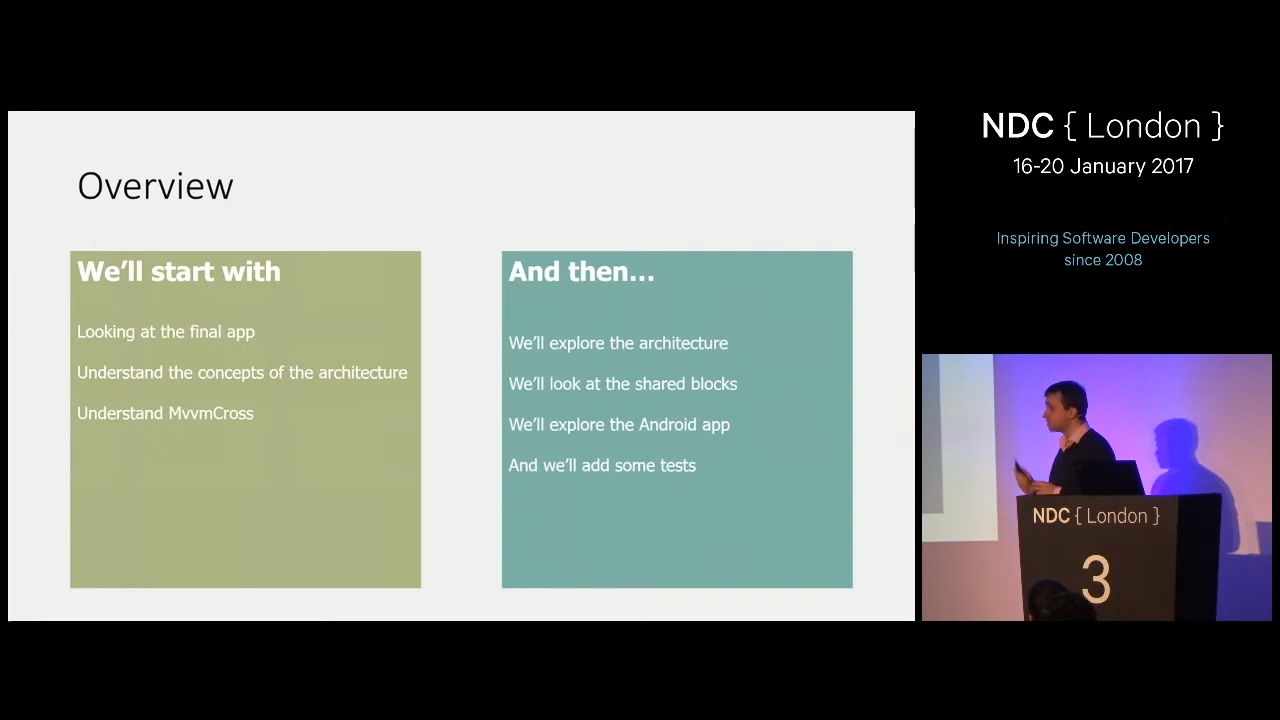 Overview
We'll start with
Looking at the final app
Understand the concepts of the architecture
Understand MvvmCross
And then...
We'll explore the architecture
We'll look at the shared blocks
We'll explore the Android app
And we'll add some tests
NDC { London }
16-20 January 2017
Inspiring Software Developers
since 2008
NDC { London }
3